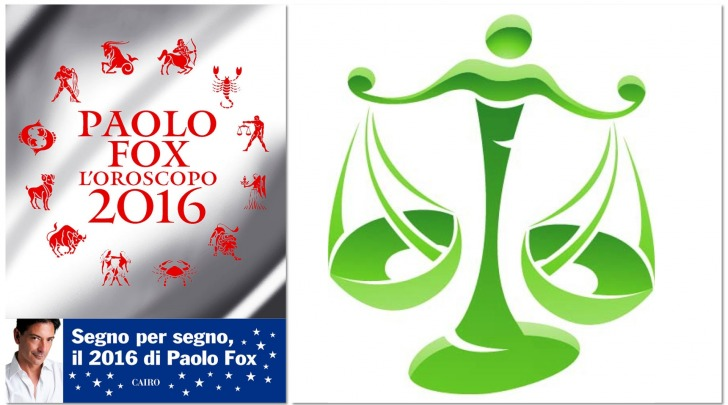 PAOLO
FOX
L'OROSCOPO
2016
Segno per segno,
il 2016 di Paolo Fox
CAIRO